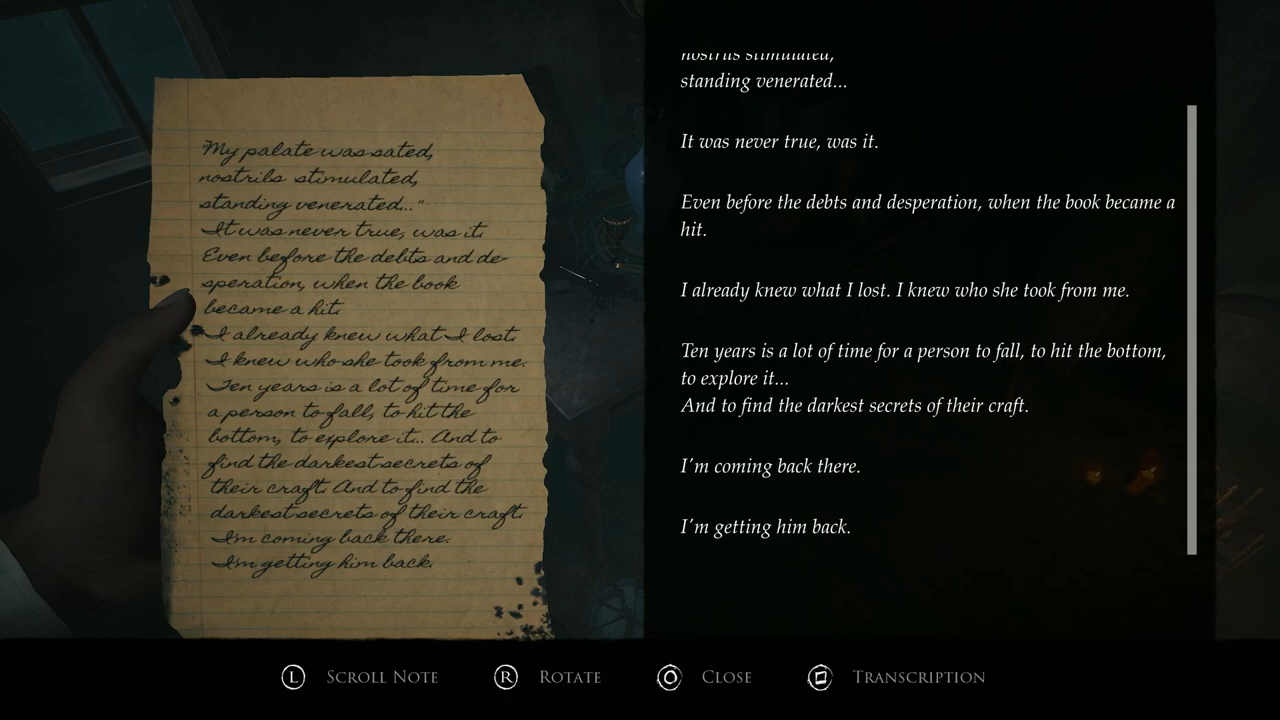 My palate was sated,
nostrils stimulated,
standing venerated..."
It was never true, was it.
Even before the debts and de-
speration, when the book
became a hit.
I already knew what I lost.
I knew who she took from me.
Ten years is a lot of time for
a person to fall, to hit the
bottom, to explore it... And to
find the darkest secrets of
their craft. And to find the
darkest secrets of their craft.
I'm coming back there.
I'm getting him back.
nostrils stimulated,
standing venerated...
It was never true, was it.
Even before the debts and desperation, when the book became a
hit.
I already knew what I lost. I knew who she took from me.
Ten years is a lot of time for a person to fall, to hit the bottom,
to explore it...
And to find the darkest secrets of their craft.
I'm coming back there.
I'm getting him back.
L SCROLL NOTE R ROTATE CLOSE TRANSCRIPTION